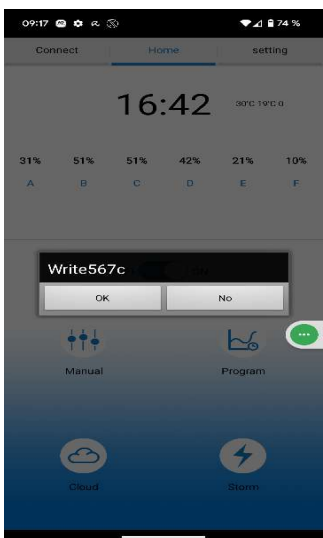 09:17 74 %
Connect Home setting
16:42 30°C 19°C 0
31% 51% 51% 42% 21% 10%
A B C D E F
Write567c
OK No
Manual Program
Cloud Storm